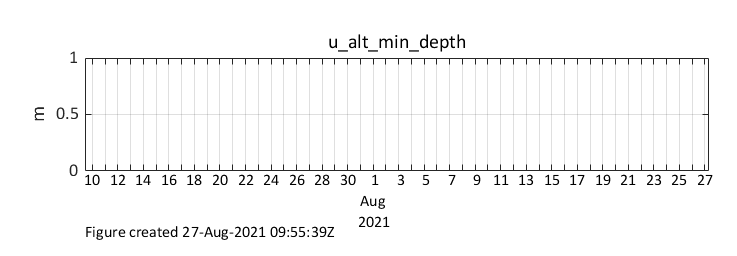 u_alt_min_depth
1
0.5
0
m
10 12 14 16 18 20 22 24 26 28 30 1 3 5 7 9 11 13 15 17 19 21 23 25 27
Aug
2021
Figure created 27-Aug-2021 09:55:39Z